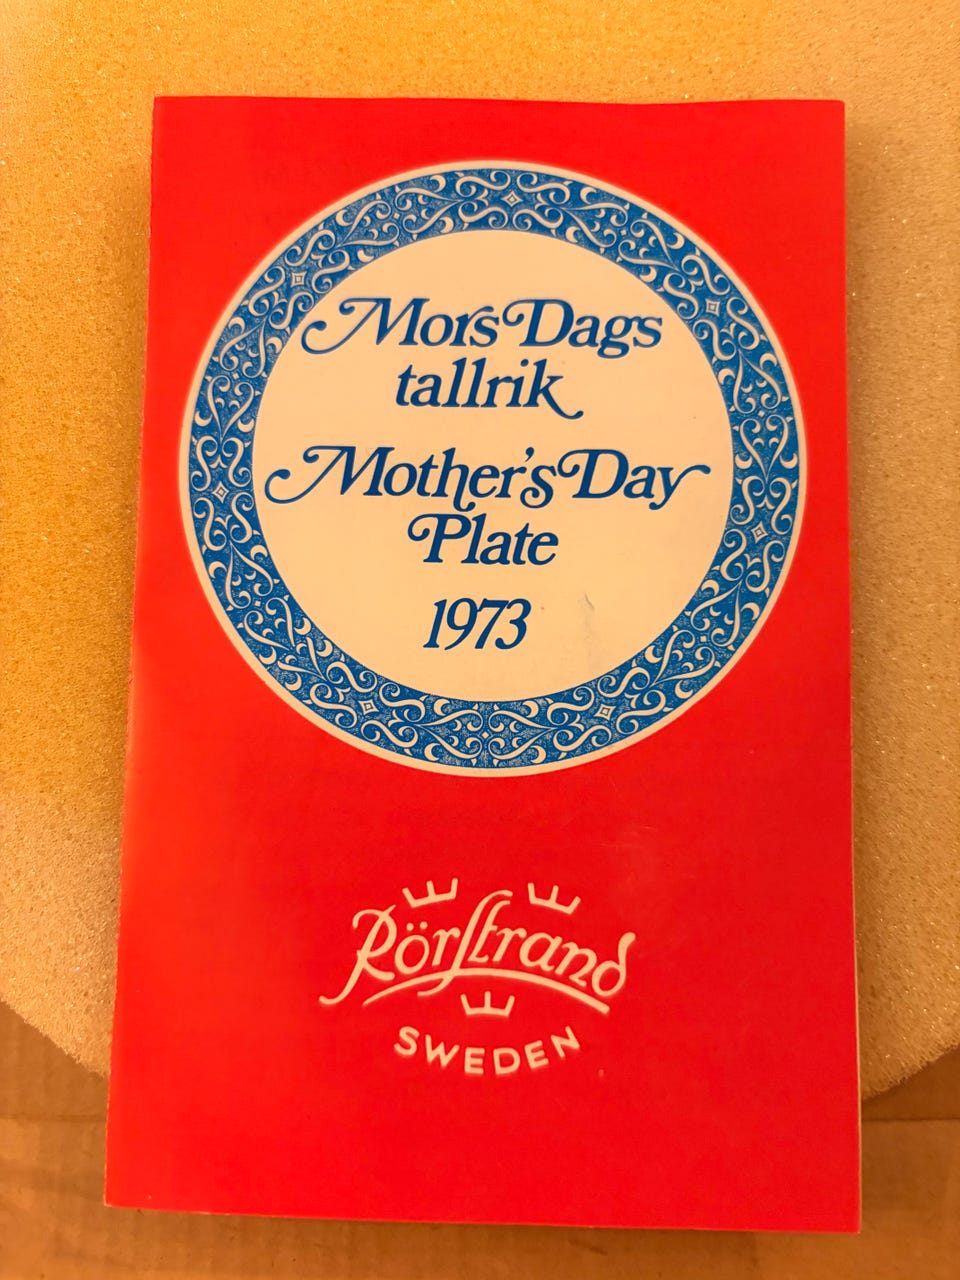 Mors Dags
tallrik
Mother's Day
Plate
1973
Rörstrand
SWEDEN